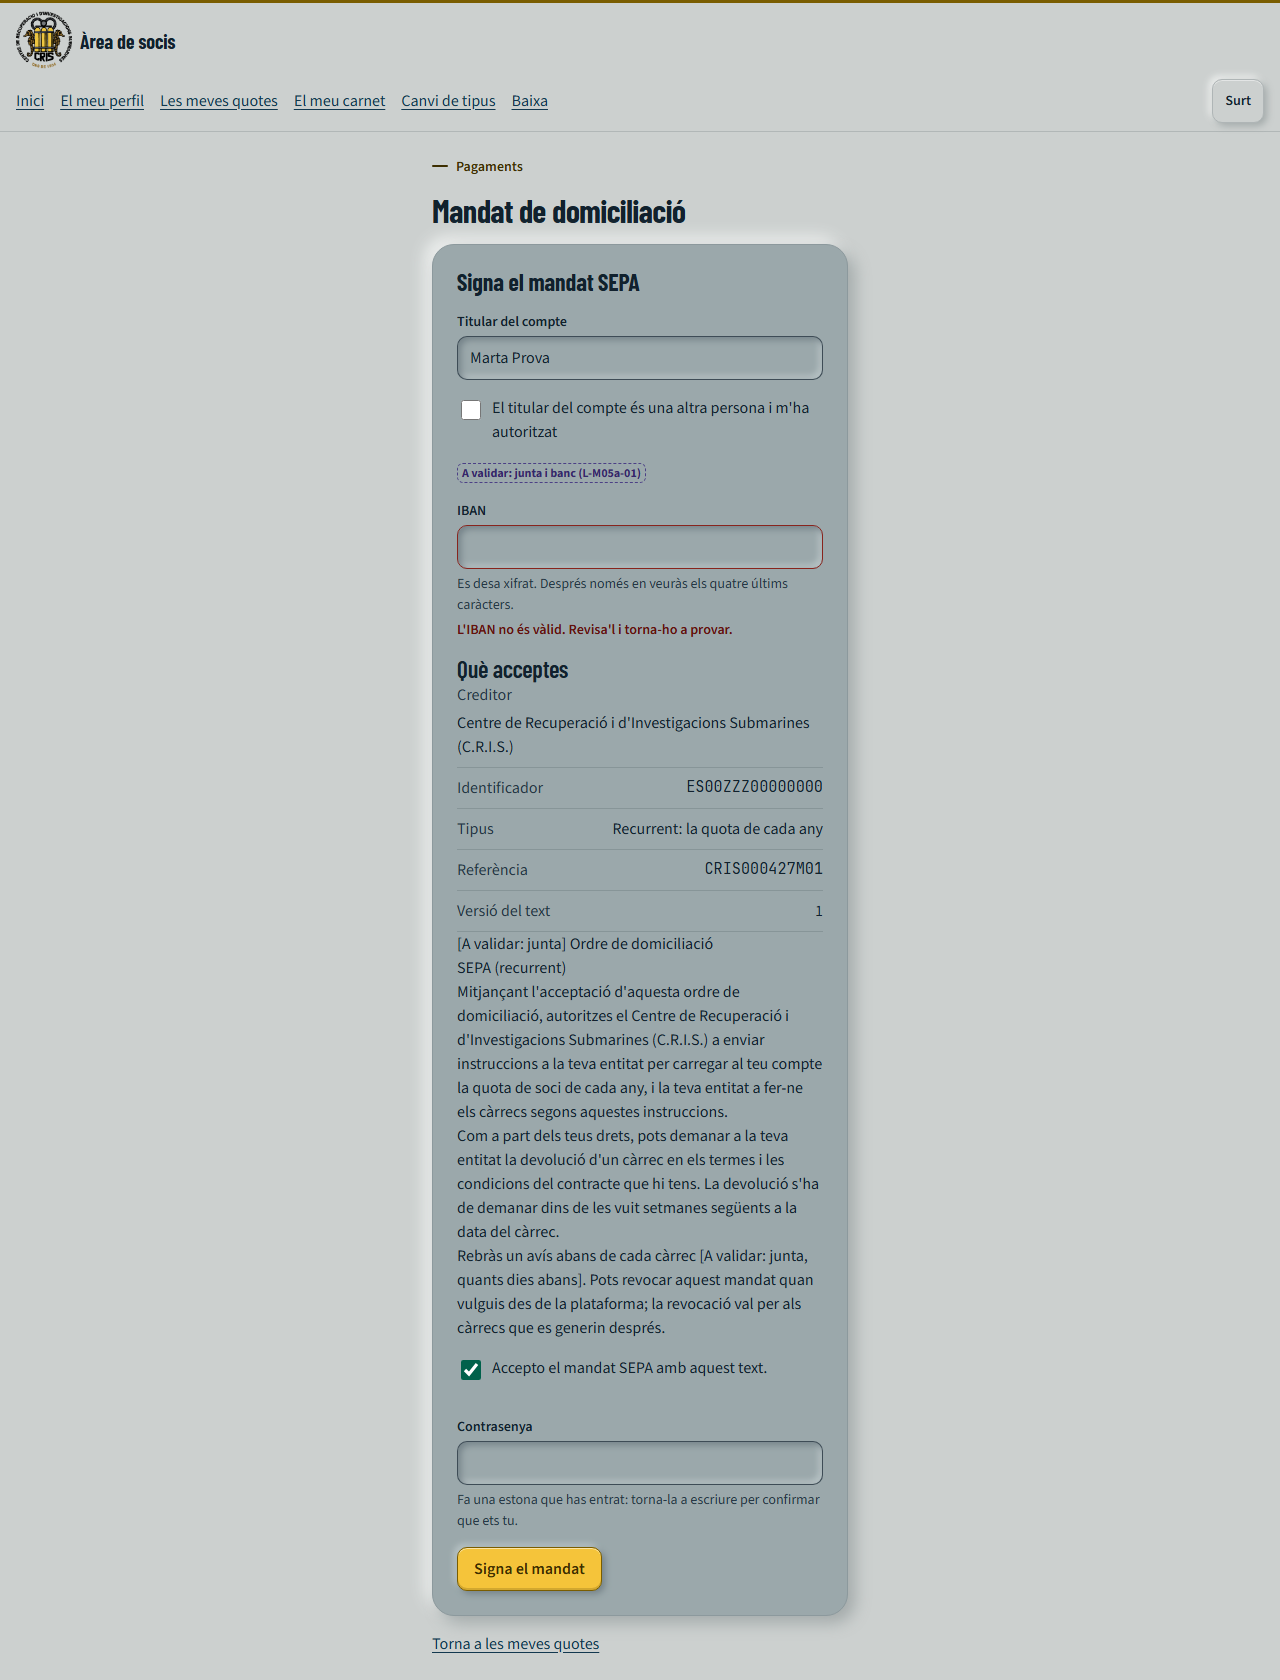 CENTRE DE RECUPERACIÓ I D'INVESTIGACIONS SUBMARINES
CRIS
Àrea de socis
Inici El meu perfil Les meves quotes El meu carnet Canvi de tipus Baixa Surt
Pagaments
Mandat de domiciliació
Signa el mandat SEPA
Titular del compte
Marta Prova
El titular del compte és una altra persona i m'ha
autoritzat
A validar: junta i banc (L-M05a-01)
IBAN
Es desa xifrat. Després només en veuràs els quatre últims
caràcters.
L'IBAN no és vàlid. Revisa'l i torna-ho a provar.
Què acceptes
Creditor
Centre de Recuperació i d'Investigacions Submarines
(C.R.I.S.)
Identificador ES00ZZZ00000000
Tipus Recurrent: la quota de cada any
Referència CRIS000427M01
Versió del text 1
[A validar: junta] Ordre de domiciliació
SEPA (recurrent)
Mitjançant l'acceptació d'aquesta ordre de
domiciliació, autoritzes el Centre de Recuperació i
d'Investigacions Submarines (C.R.I.S.) a enviar
instruccions a la teva entitat per carregar al teu compte
la quota de soci de cada any, i la teva entitat a fer-ne
els càrrecs segons aquestes instruccions.
Com a part dels teus drets, pots demanar a la teva
entitat la devolució d'un càrrec en els termes i les
condicions del contracte que hi tens. La devolució s'ha
de demanar dins de les vuit setmanes següents a la
data del càrrec.
Rebràs un avís abans de cada càrrec [A validar: junta,
quants dies abans]. Pots revocar aquest mandat quan
vulguis des de la plataforma; la revocació val per als
càrrecs que es generin després.
Accepto el mandat SEPA amb aquest text.
Contrasenya
Fa una estona que has entrat: torna-la a escriure per confirmar
que ets tu.
Signa el mandat
Torna a les meves quotes